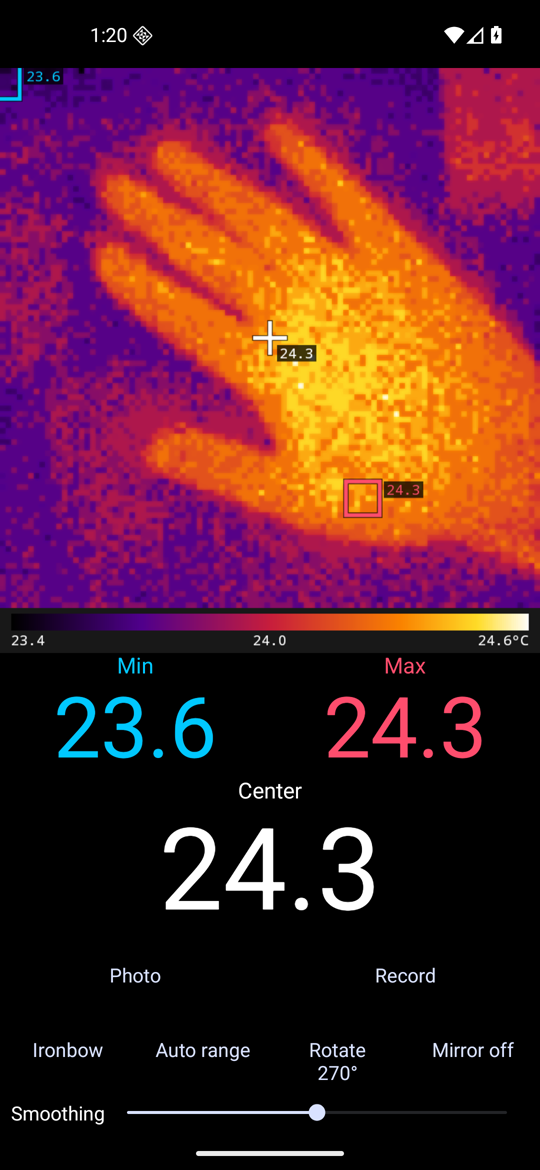 1:20
23.6
24.3
24.3
23.4 24.0 24.6°C
Min Max
23.6 24.3
Center
24.3
Photo Record
Ironbow Auto range Rotate Mirror off
270°
Smoothing